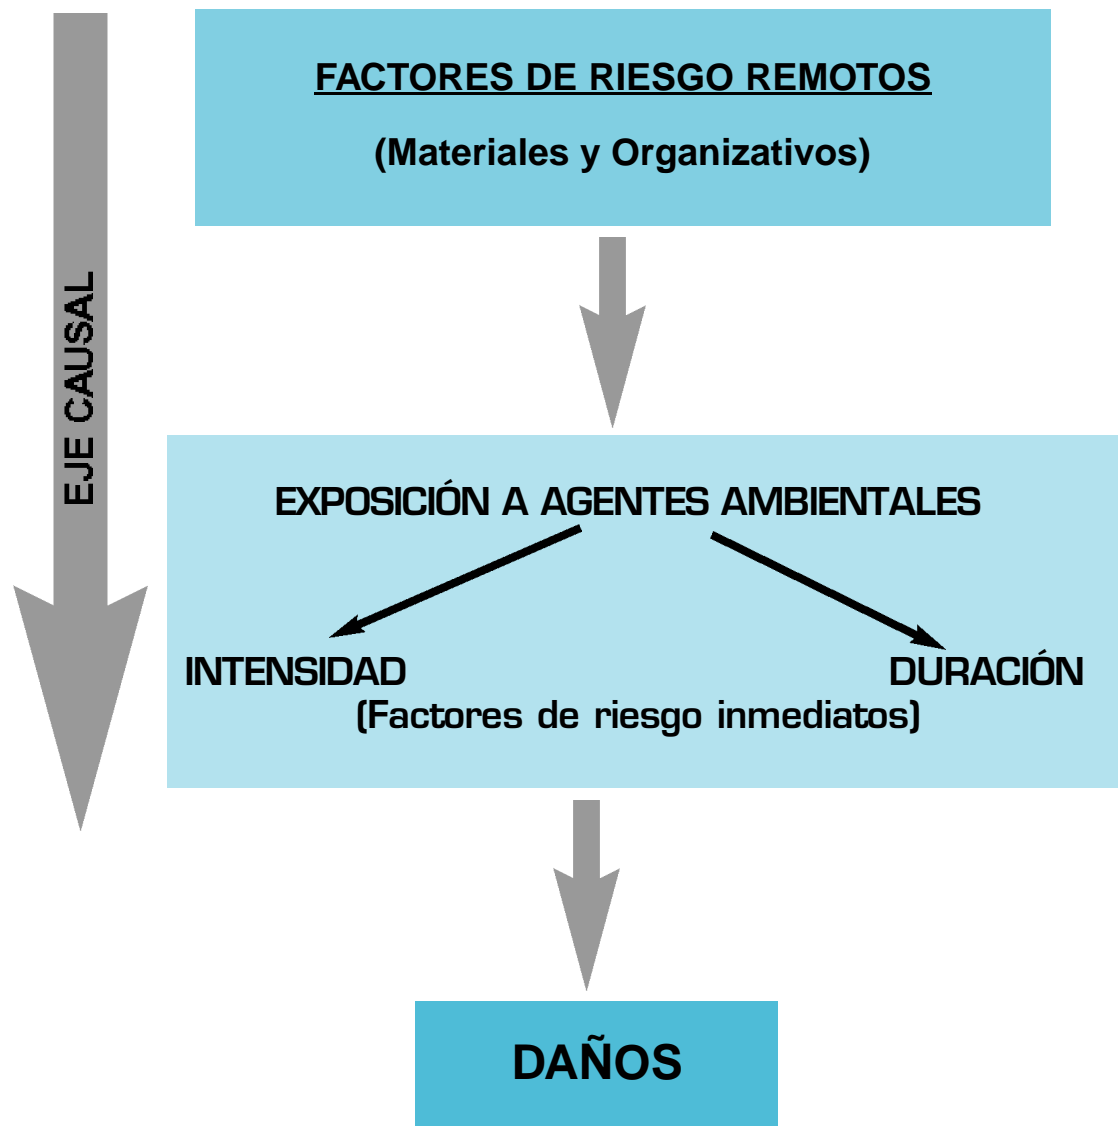 FACTORES DE RIESGO REMOTOS
(Materiales y Organizativos)
EJE CAUSAL
EXPOSICIÓN A AGENTES AMBIENTALES
INTENSIDAD
DURACIÓN
(Factores de riesgo inmediatos)
DAÑOS